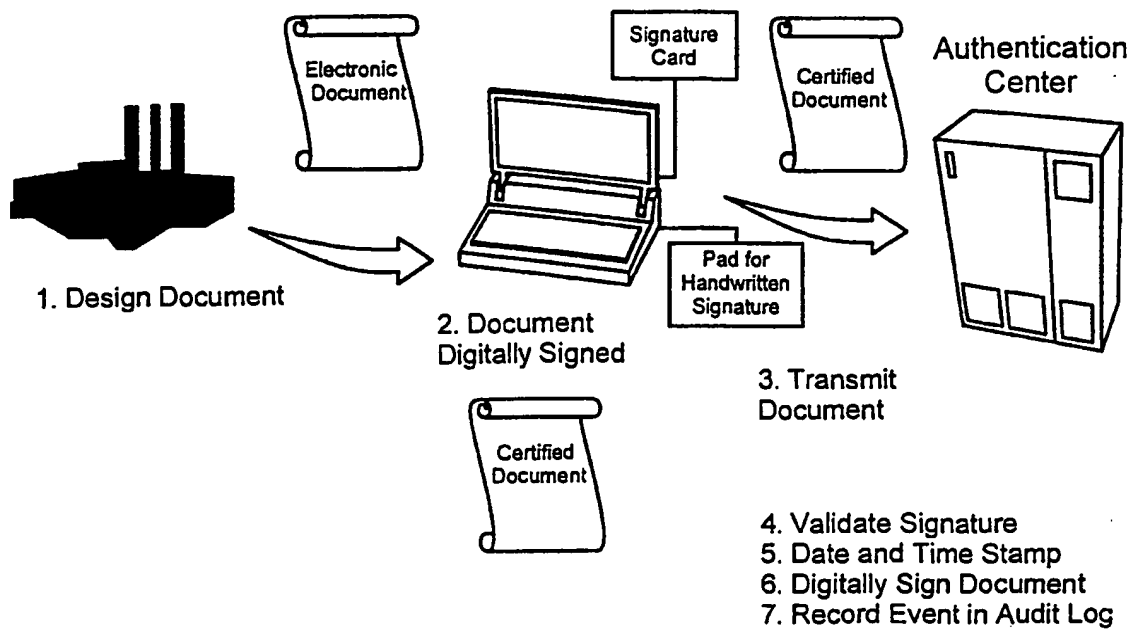 Electronic
Document
Signature
Card
Certified
Document
Authentication
Center
1. Design Document
Pad for
Handwritten
Signature
2. Document
Digitally Signed
3. Transmit
Document
Certified
Document
4. Validate Signature
5. Date and Time Stamp
6. Digitally Sign Document
7. Record Event in Audit Log